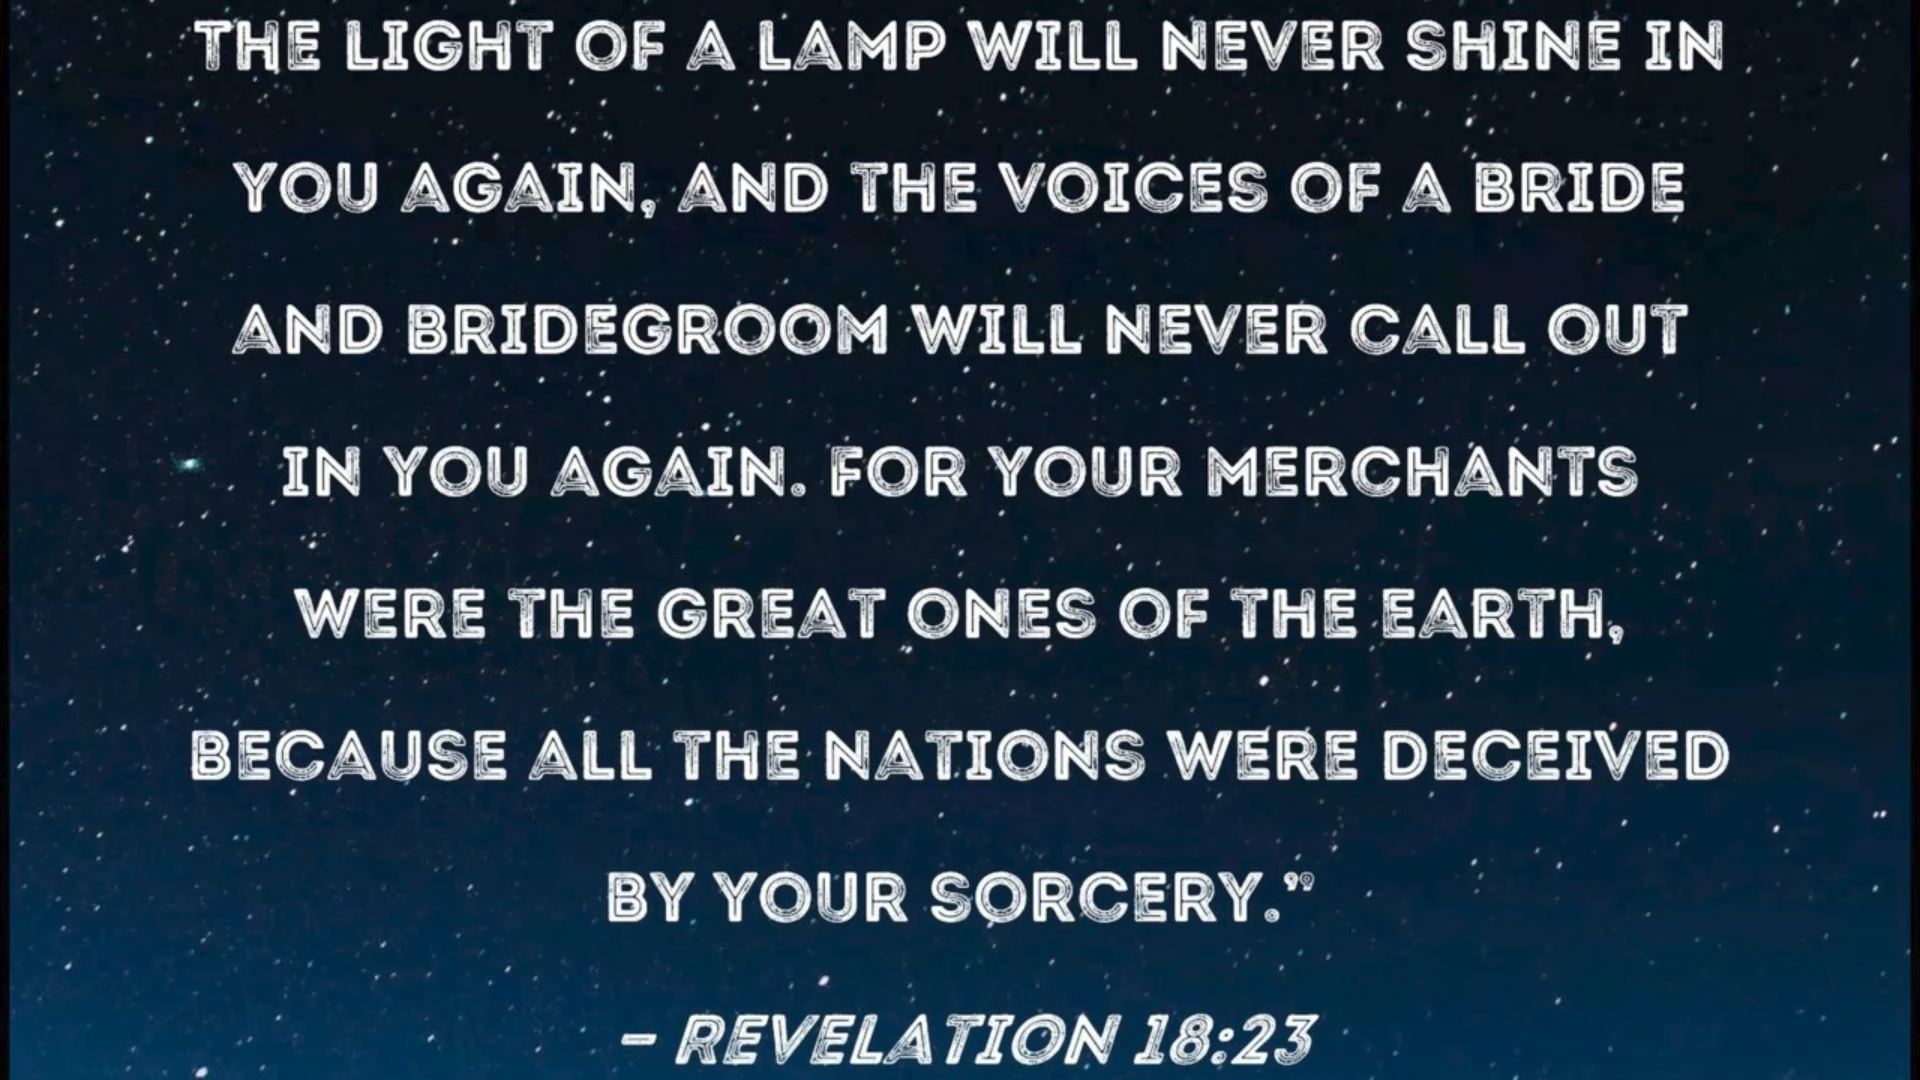 THE LIGHT OF A LAMP WILL NEVER SHINE IN
YOU AGAIN, AND THE VOICES OF A BRIDE
AND BRIDEGROOM WILL NEVER CALL OUT
IN YOU AGAIN. FOR YOUR MERCHANTS
WERE THE GREAT ONES OF THE EARTH,
BECAUSE ALL THE NATIONS WERE DECEIVED
BY YOUR SORCERY.”
– REVELATION 18:23